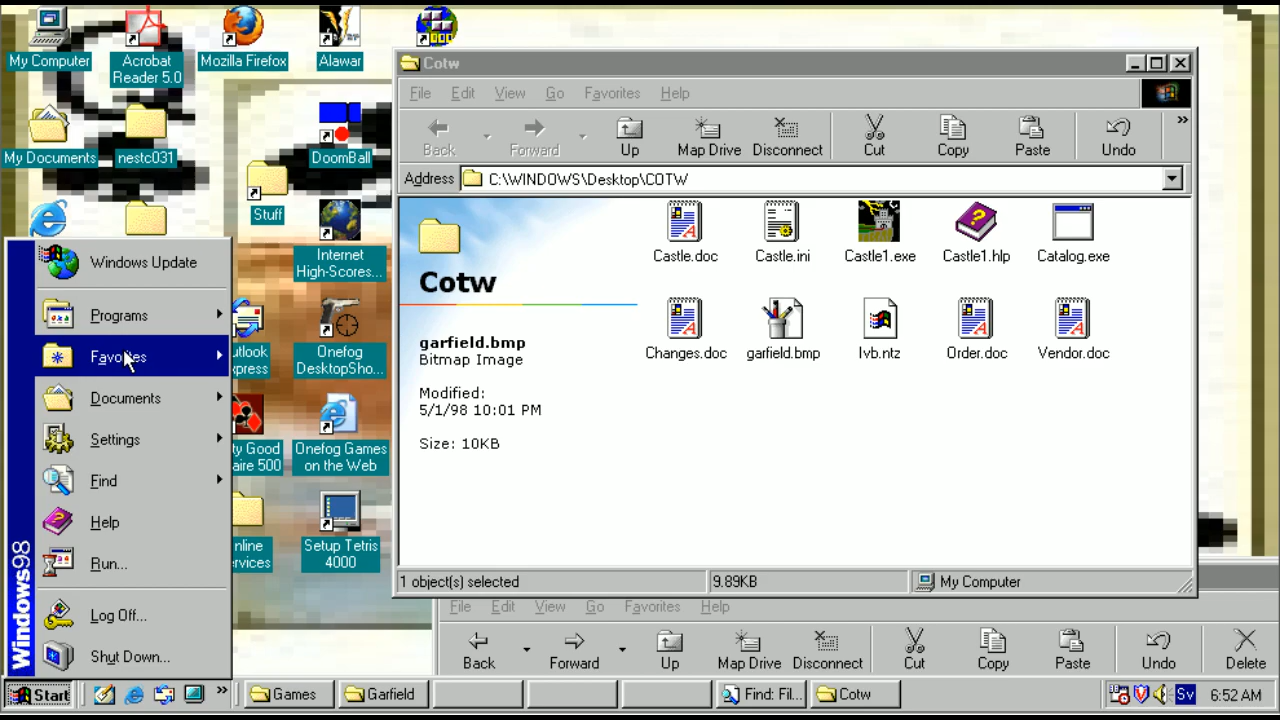 My Computer
Acrobat
Reader 5.0
Mozilla Firefox
Alawar
My Documents
nestc031
DoomBall
Stuff
Internet
High-Scores...
Onefog
DesktopSho...
Onefog Games
on the Web
Setup Tetris
4000
utlook
xpress
ty Good
aire 500
nline
ervices
Windows Update
Programs
Favorites
Documents
Settings
Find
Help
Run...
Log Off...
Shut Down...
Windows98
Cotw
File Edit View Go Favorites Help
Back Forward Up Map Drive Disconnect Cut Copy Paste Undo »
Address C:\WINDOWS\Desktop\COTW
Cotw
garfield.bmp
Bitmap Image
Modified:
5/1/98 10:01 PM
Size: 10KB
Castle.doc Castle.ini Castle1.exe Castle1.hlp Catalog.exe
Changes.doc garfield.bmp lvb.ntz Order.doc Vendor.doc
1 object(s) selected 9.89KB My Computer
File Edit View Go Favorites Help
Back Forward Up Map Drive Disconnect Cut Copy Paste Undo Delete
Start » Games Garfield Find: Fil... Cotw Sv 6:52 AM